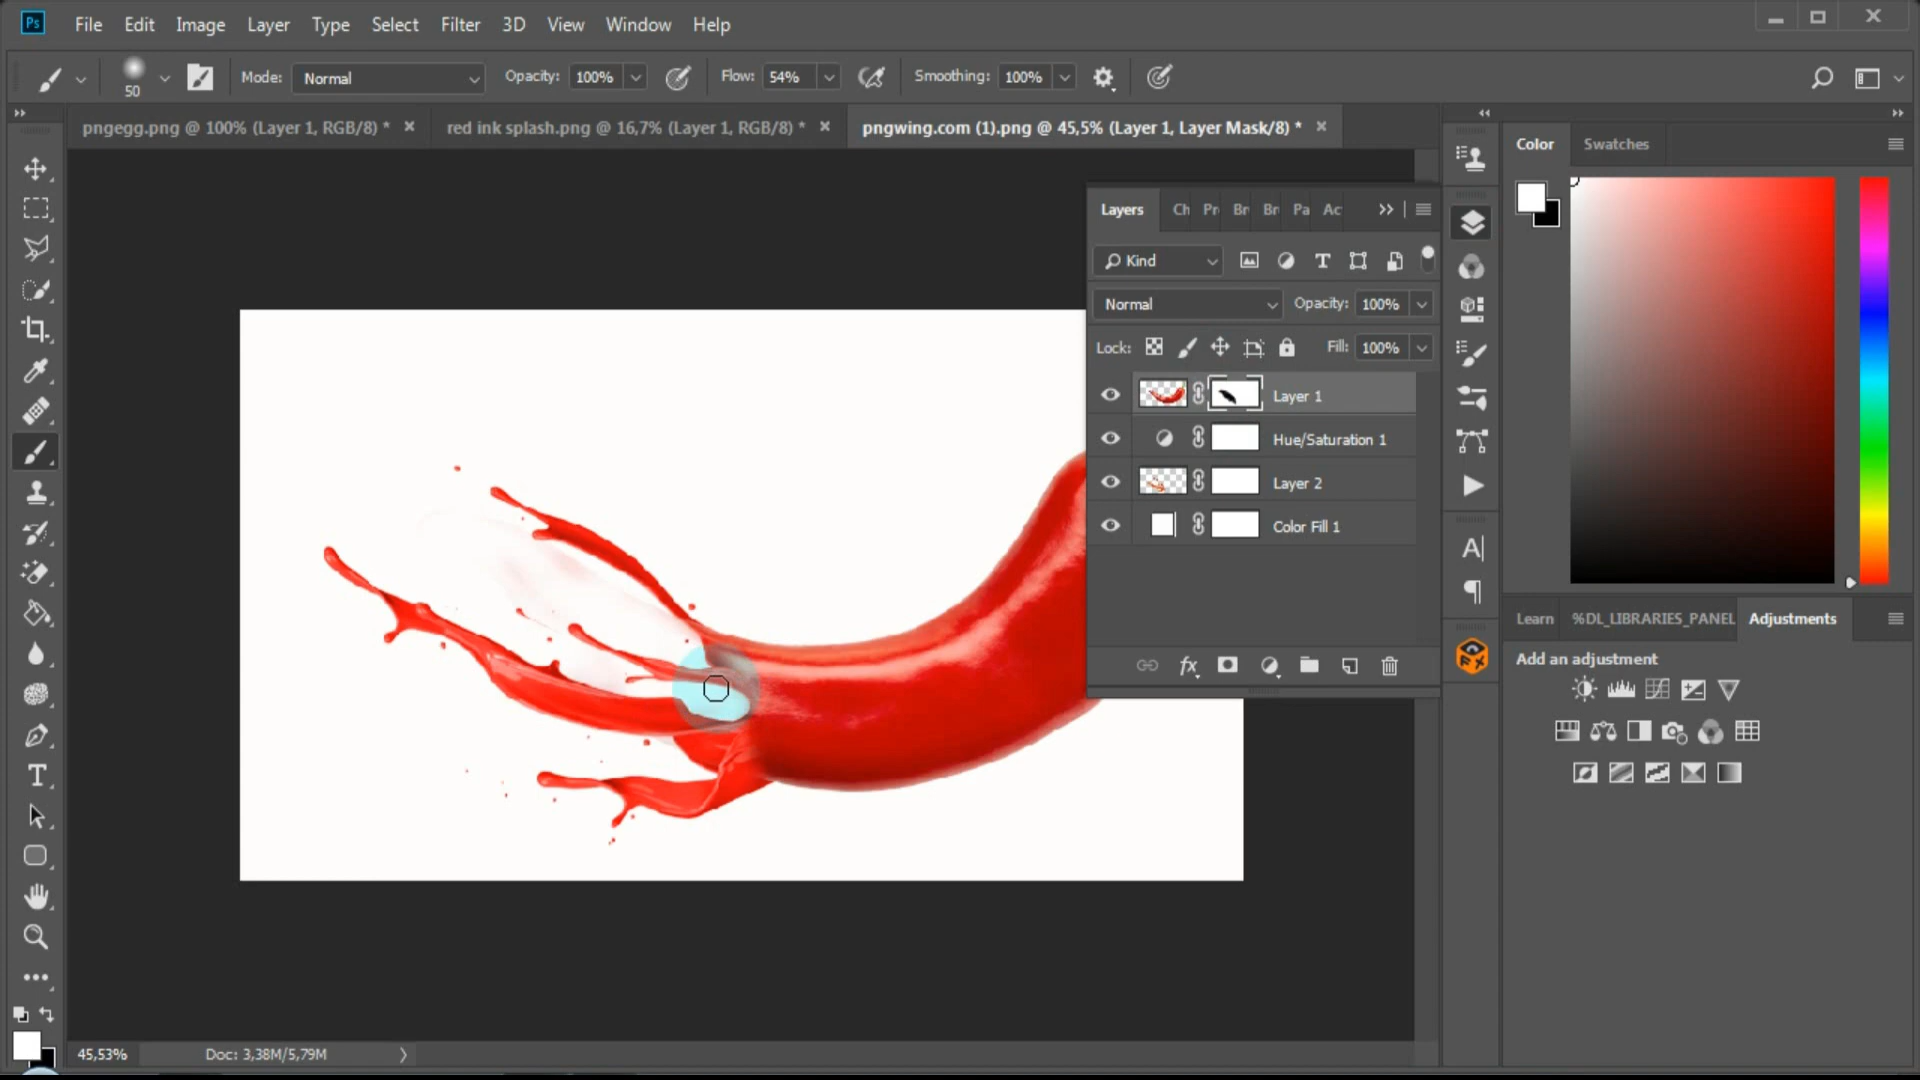 Ps File Edit Image Layer Type Select Filter 3D View Window Help
50 Mode: Normal Opacity: 100% Flow: 54% Smoothing: 100%
pngegg.png @ 100% (Layer 1, RGB/8) * red ink splash.png @ 16,7% (Layer 1, RGB/8) * pngwing.com (1).png @ 45,5% (Layer 1, Layer Mask/8) *
Color Swatches
Layers Ch Pr Br Br Pa Ac
Kind
Normal Opacity: 100%
Lock: Fill: 100%
Layer 1
Hue/Saturation 1
Layer 2
Color Fill 1
Learn %DL_LIBRARIES_PANEL Adjustments
Add an adjustment
45,53% Doc: 3,38M/5,79M